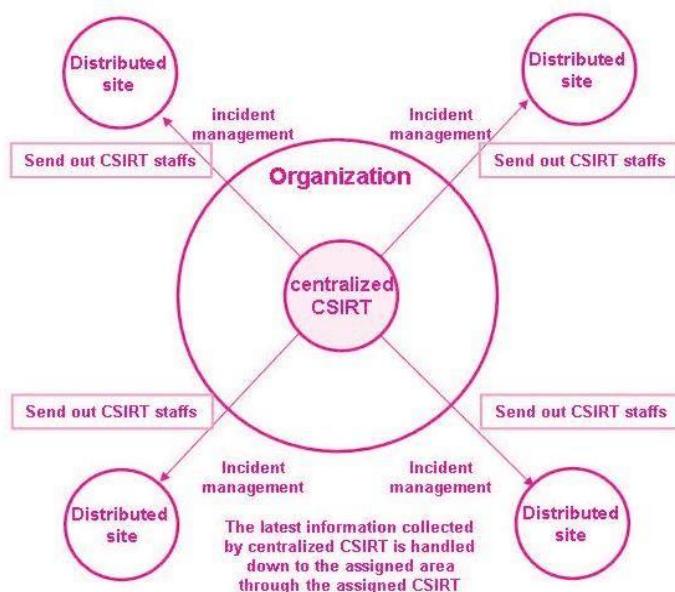 Distributed
site
Distributed
site
incident
management
Incident
management
Send out CSIRT staffs
Send out CSIRT staffs
Organization
centralized
CSIRT
Send out CSIRT staffs
Send out CSIRT staffs
Incident
management
Incident
management
Distributed
site
Distributed
site
The latest information collected
by centralized CSIRT is handled
down to the assigned area
through the assigned CSIRT